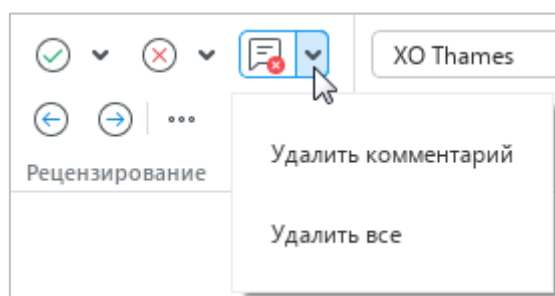 XO Thames
Рецензирование
Удалить комментарий
Удалить все